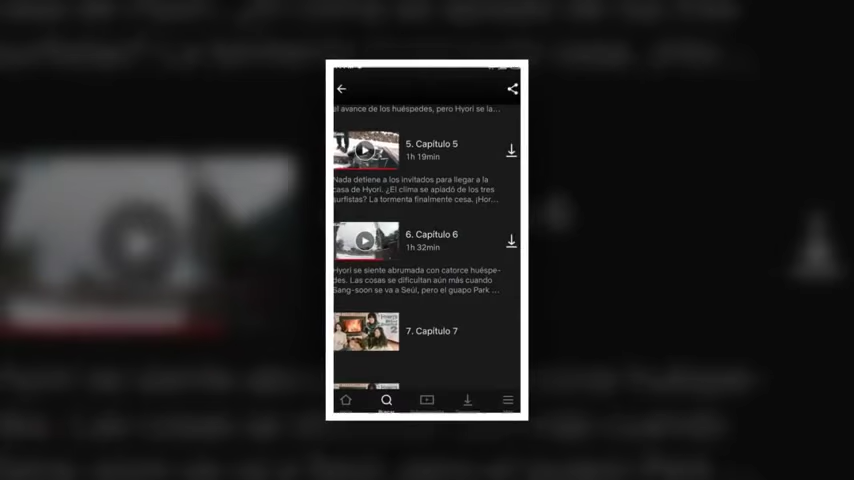 el avance de los huéspedes, pero Hyori se la...
5. Capítulo 5
1h 19min
Nada detiene a los invitados para llegar a la
casa de Hyori. ¿El clima se apiadó de los tres
surfistas? La tormenta finalmente cesa. ¡Hor...
6. Capítulo 6
1h 32min
Hyori se siente abrumada con catorce huéspe-
des. Las cosas se dificultan aún más cuando
Sang-soon se va a Seúl, pero el guapo Park ...
7. Capítulo 7
2
Buscar